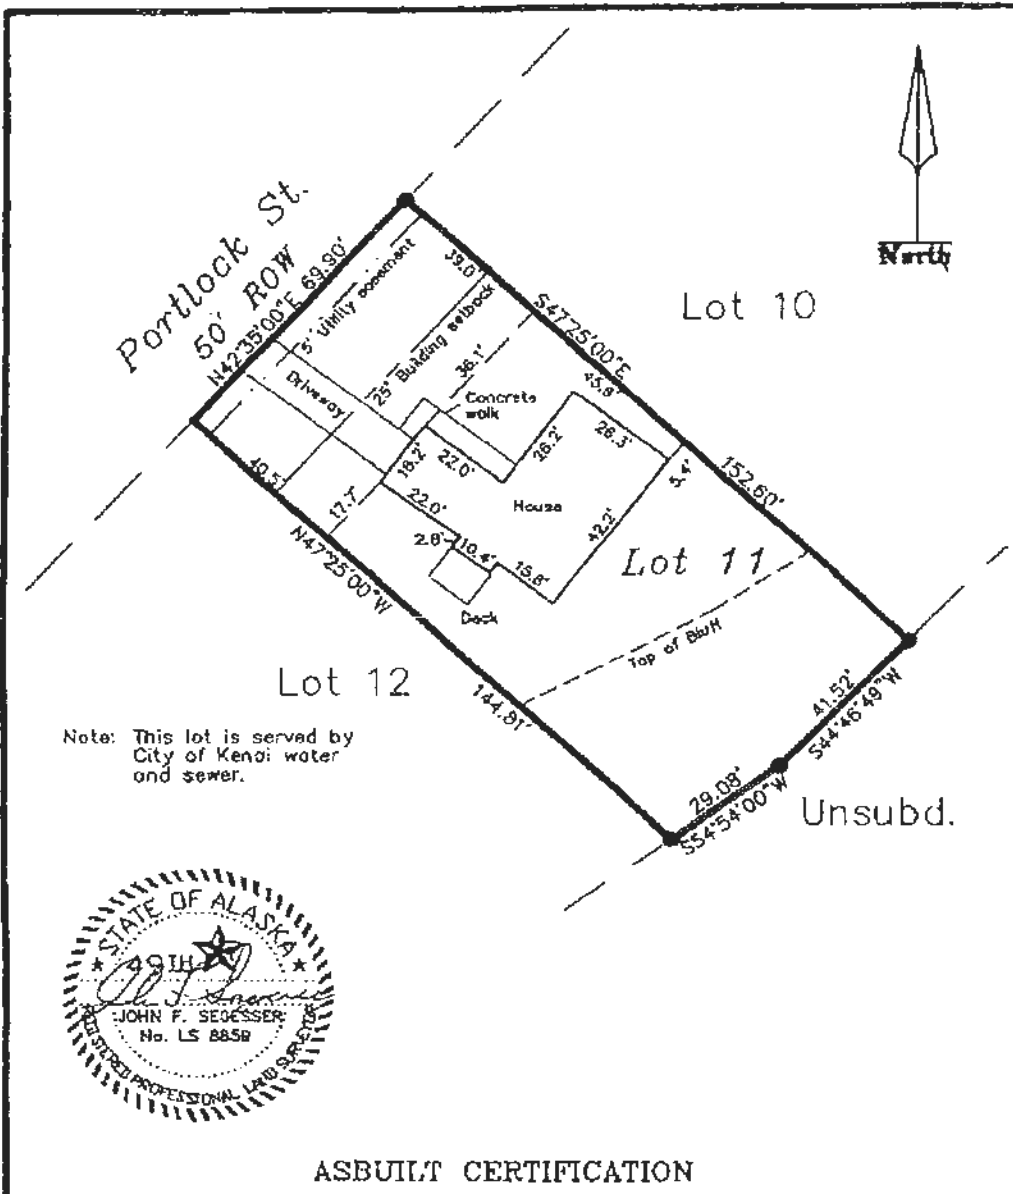 North
Portlock St.
50' ROW
N42°35'00"E 69.90'
5' Utility easment
39.0'
25' Building setback
36.1'
S47°25'00"E
45.8'
152.60'
Lot 10
Driveway
Concrete
walk
40.5'
17.7'
18.2'
22.0'
26.2'
26.3'
5.4'
22.0'
House
42.2'
2.8'
10.4'
15.8'
Deck
Lot 11
Top of Bluff
N47°25'00"W
144.81'
Lot 12
41.52'
S44°46'49"W
29.08'
S54°54'00"W
Unsubd.
Note: This lot is served by
City of Kenai water
and sewer.
STATE OF ALASKA
49TH
JOHN F. SEGESSER
No. LS 8859
REGISTERED PROFESSIONAL LAND SURVEYOR
ASBUILT CERTIFICATION